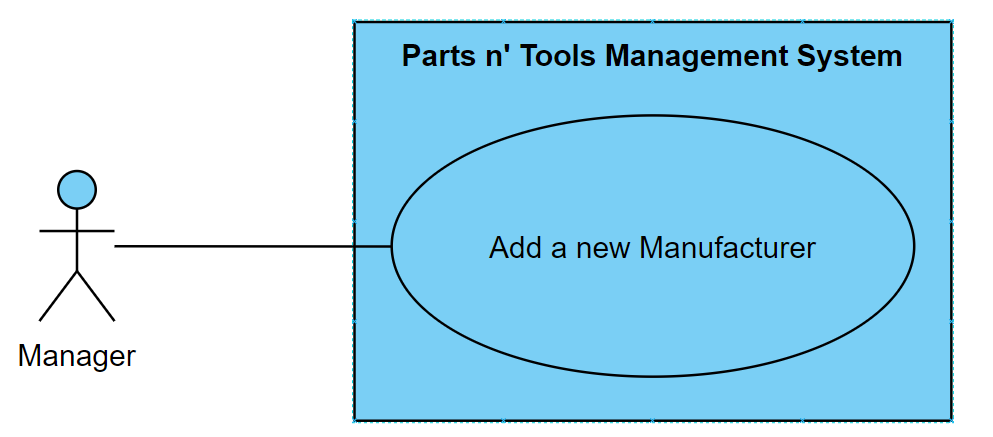 Parts n' Tools Management System
Add a new Manufacturer
Manager